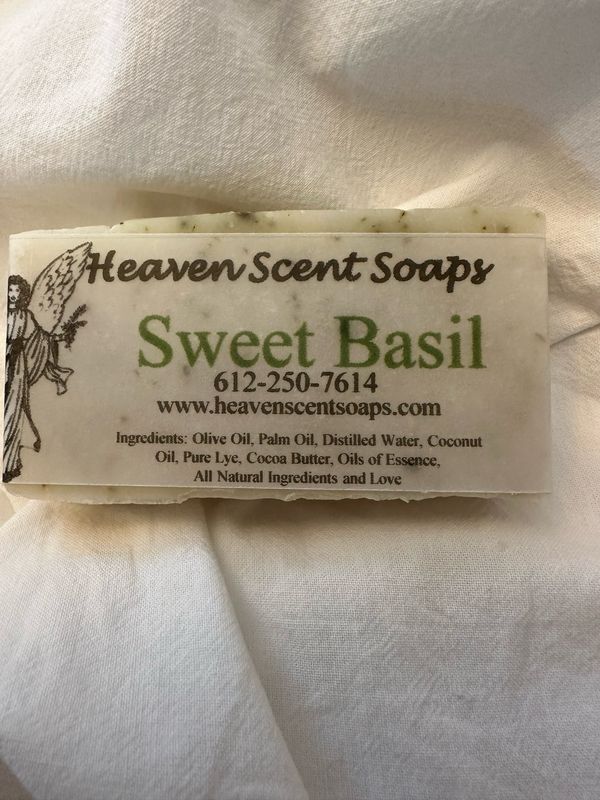 Heaven Scent Soaps
Sweet Basil
612-250-7614
www.heavenscentsoaps.com
Ingredients: Olive Oil, Palm Oil, Distilled Water, Coconut
Oil, Pure Lye, Cocoa Butter, Oils of Essence,
All Natural Ingredients and Love